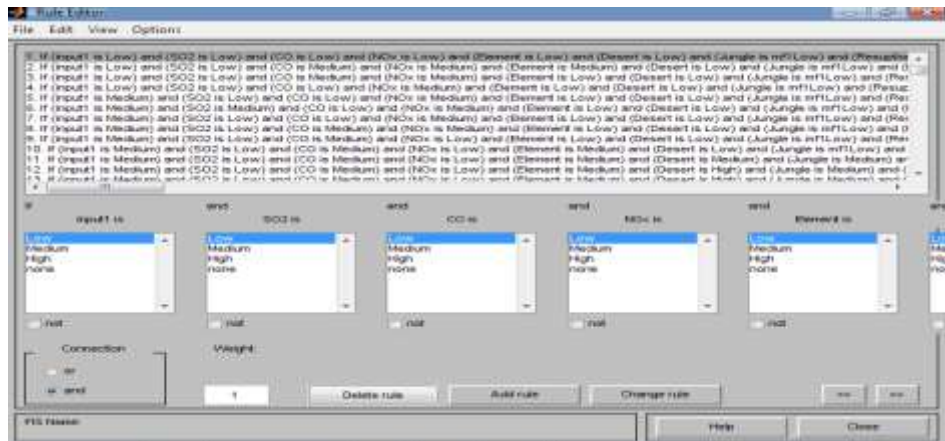 Rule Editor:
File Edit View Options
1. If (input1 is Low) and (SO2 is Low) and (CO is Low) and (NOx is Low) and (Element is Low) and (Desert is Low) and (Jungle is mf1Low) and
2. If (input1 is Low) and (SO2 is Low) and (CO is Medium) and (NOx is Medium) and (Element is Medium) and (Desert is Low) and (Jungle is mf1
3. If (input1 is Low) and (SO2 is Low) and (CO is Medium) and (NOx is Medium) and (Element is Low) and (Desert is Low) and (Jungle is mf1Low) and
4. If (input1 is Low) and (SO2 is Low) and (CO is Low) and (NOx is Medium) and (Element is Low) and (Desert is Low) and (Jungle is mf1Low) and
5. If (input1 is Medium) and (SO2 is Low) and (CO is Low) and (NOx is Medium) and (Element is Low) and (Desert is Low) and (Jungle is mf1Low) and
6. If (input1 is Medium) and (SO2 is Medium) and (CO is Low) and (NOx is Medium) and (Element is Low) and (Desert is Low) and (Jungle is
7. If (input1 is Medium) and (SO2 is Low) and (CO is Low) and (NOx is Medium) and (Element is Low) and (Desert is Low) and (Jungle is mf1Low) and
8. If (input1 is Medium) and (SO2 is Low) and (CO is Medium) and (NOx is Medium) and (Element is Low) and (Desert is Low) and (Jungle is mf1Low) and
9. If (input1 is Medium) and (SO2 is Low) and (CO is Medium) and (NOx is Low) and (Element is Low) and (Desert is Low) and (Jungle is mf1Low) and
10. If (input1 is Medium) and (SO2 is Low) and (CO is Medium) and (NOx is Low) and (Element is Medium) and (Desert is Low) and (Jungle is mf1Low) and
11. If (input1 is Medium) and (SO2 is Low) and (CO is Medium) and (NOx is Low) and (Element is Medium) and (Desert is Medium) and (Jungle is Medium)
12. If (input1 is Medium) and (SO2 is Low) and (CO is Medium) and (NOx is Low) and (Element is Medium) and (Desert is High) and (Jungle is Medium) and
If and and and and
input1 is SO2 is CO is NOx is Element is
Low Low Low Low Low
Medium Medium Medium Medium Medium
High High High High High
none none none none none
not not not not not
Connection Weight:
or
and 1 Delete rule Add rule Change rule << >>
FIS Name: Help Close